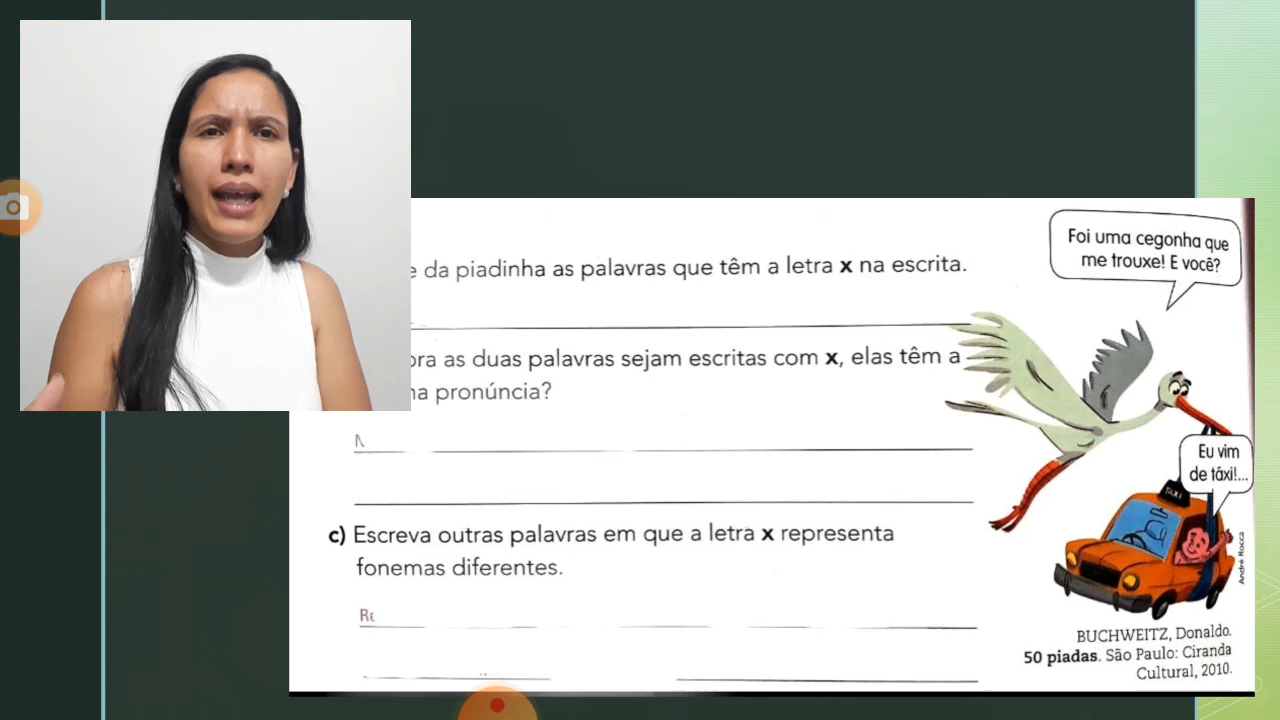 Foi uma cegonha que
me trouxe! E você?
e da piadinha as palavras que têm a letra x na escrita.
as duas palavras sejam escritas com x, elas têm a
pronúncia?
Eu vim
de táxi!...
TAXI
c) Escreva outras palavras em que a letra x representa
fonemas diferentes.
André Rocca
BUCHWEITZ, Donaldo.
50 piadas. São Paulo: Ciranda
Cultural, 2010.